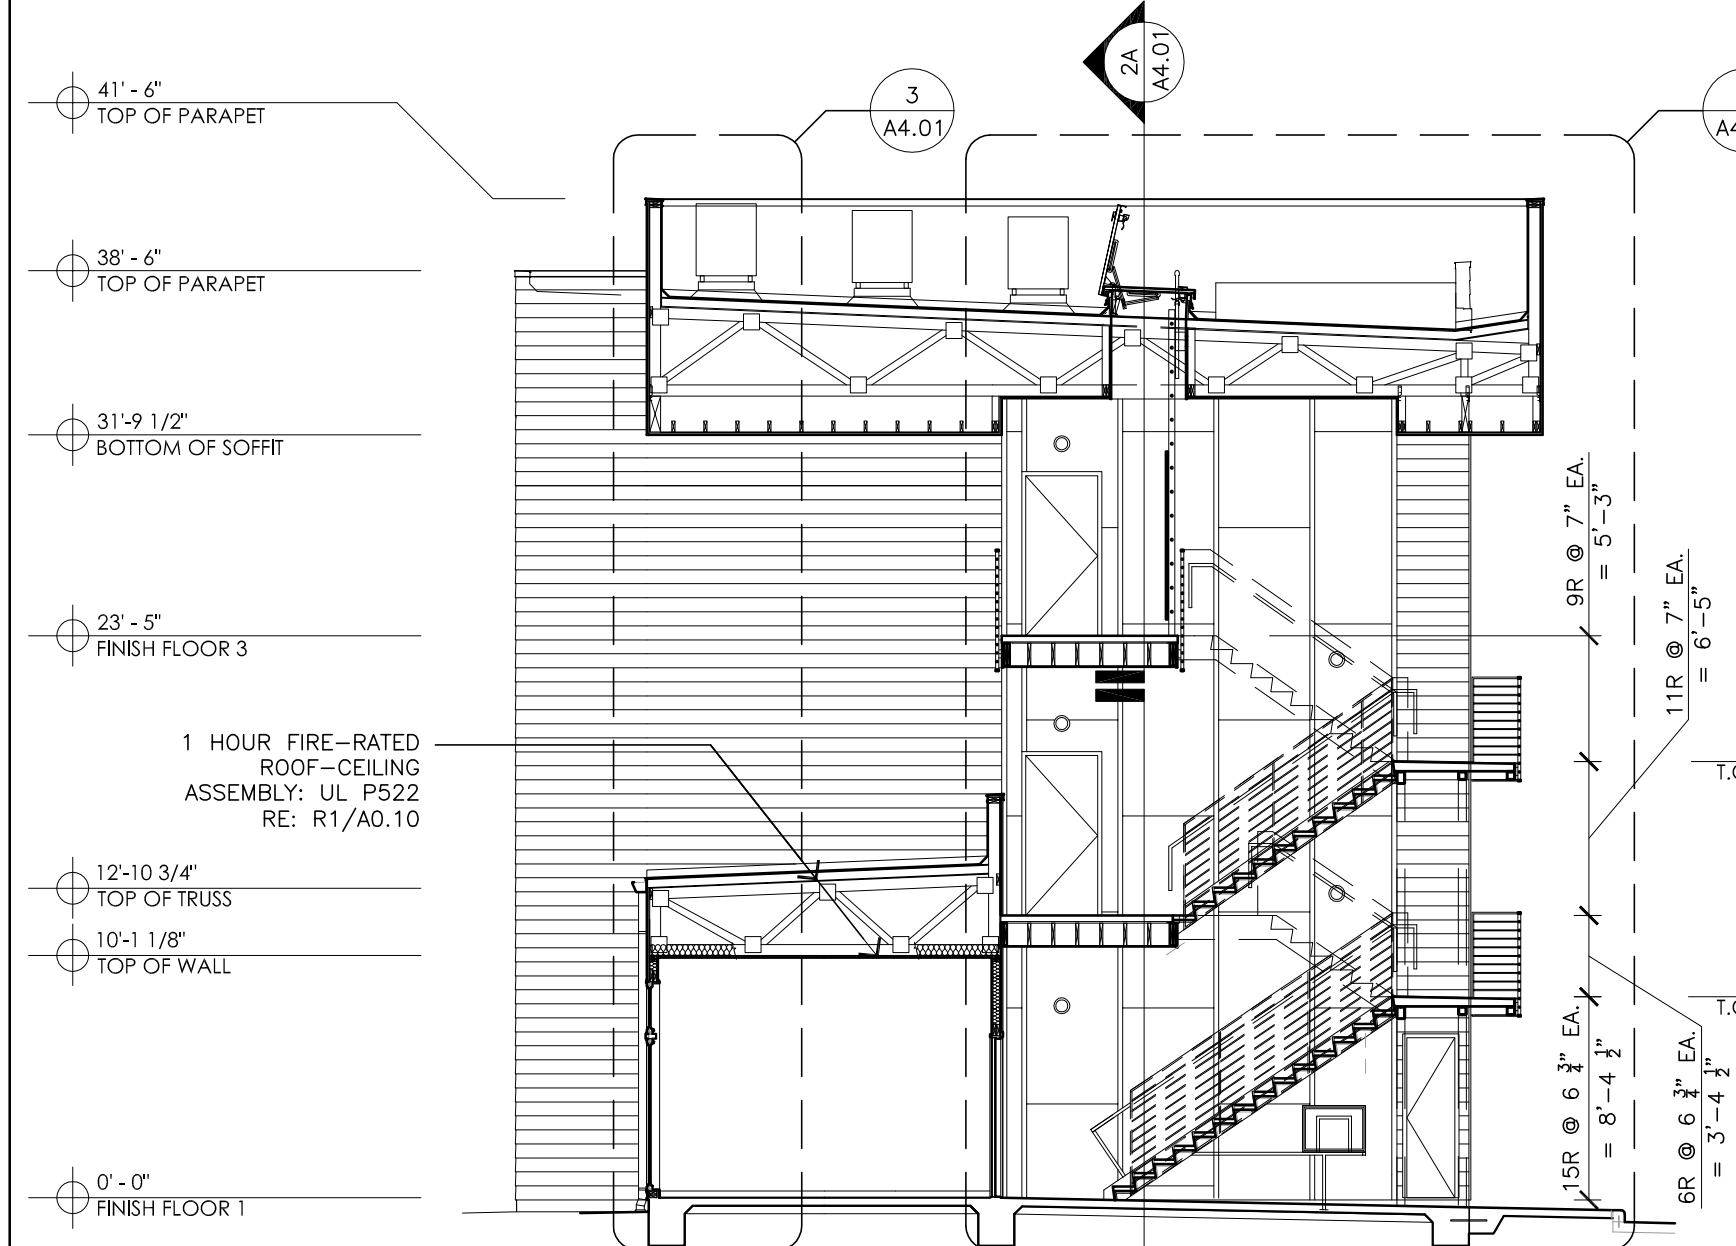 2A
A4.01
3
A4.01
A4
41' - 6"
TOP OF PARAPET
38' - 6"
TOP OF PARAPET
31'-9 1/2"
BOTTOM OF SOFFIT
23' - 5"
FINISH FLOOR 3
1 HOUR FIRE-RATED
ROOF-CEILING
ASSEMBLY: UL P522
RE: R1/A0.10
12'-10 3/4"
TOP OF TRUSS
10'-1 1/8"
TOP OF WALL
0' - 0"
FINISH FLOOR 1
9R @ 7" EA.
= 5'-3"
11R @ 7" EA.
= 6'-5"
15R @ 6 3/4" EA.
= 8'-4 1/2"
6R @ 6 3/4" EA.
= 3'-4 1/2"